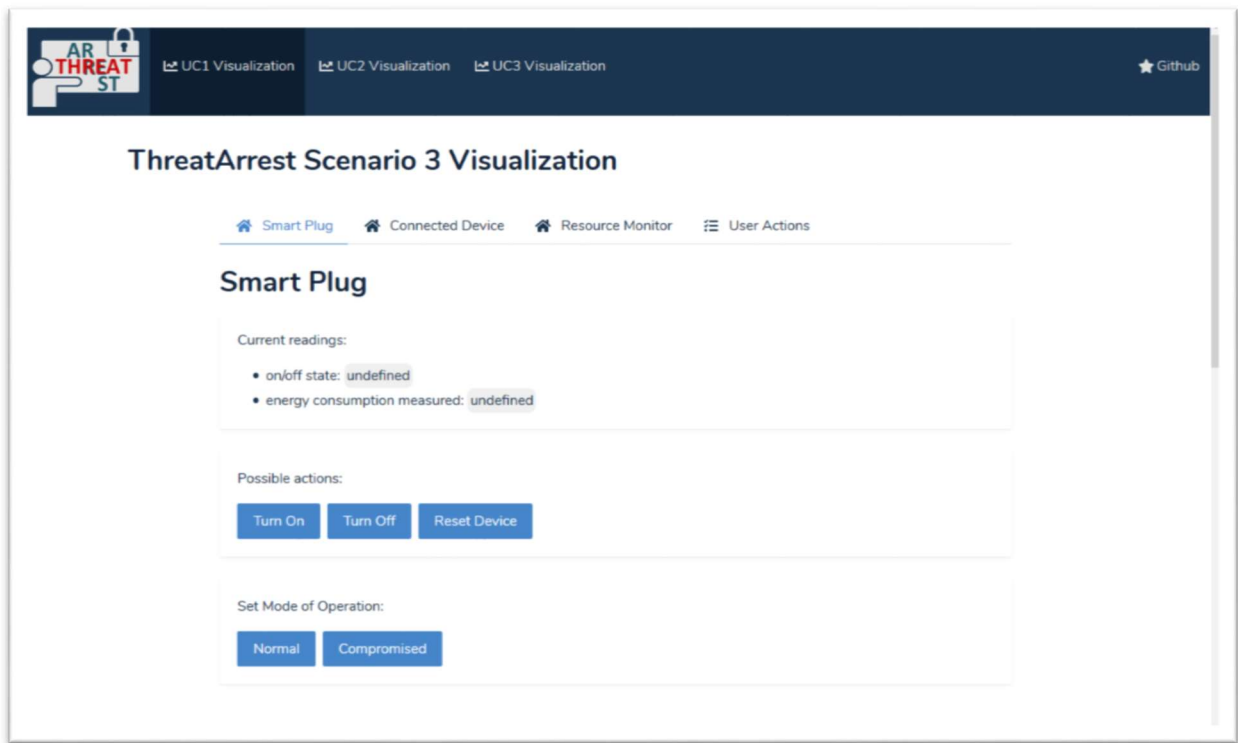 AR
THREAT
ST
UC1 Visualization UC2 Visualization UC3 Visualization Github
ThreatArrest Scenario 3 Visualization
Smart Plug Connected Device Resource Monitor User Actions
Smart Plug
Current readings:
• on/off state: undefined
• energy consumption measured: undefined
Possible actions:
Turn On Turn Off Reset Device
Set Mode of Operation:
Normal Compromised